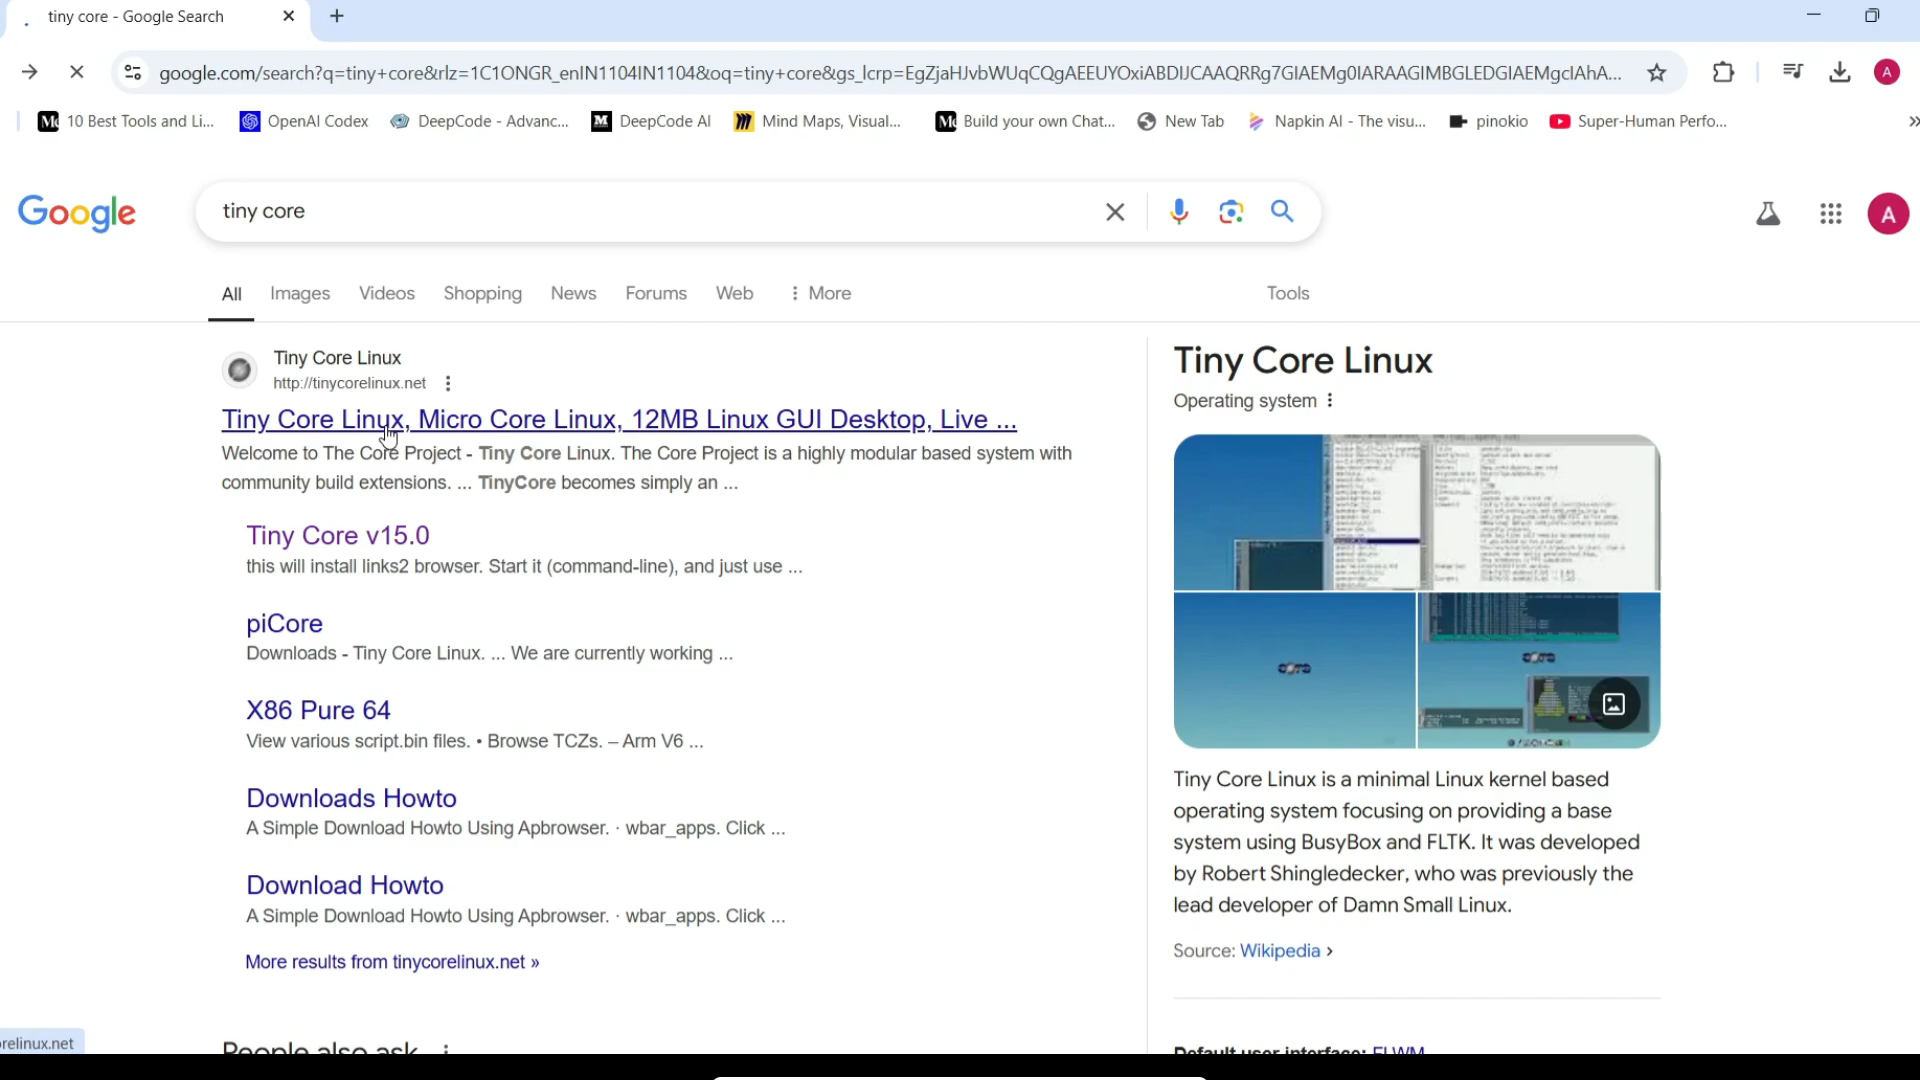 tiny core - Google Search
google.com/search?q=tiny+core&rlz=1C1ONGR_enIN1104IN1104&oq=tiny+core&gs_lcrp=EgZjaHJvbWUqCQgAEEUYOxiABDIJCAAQRRg7GIAEMg0IARAAGIMBGLEDGIAEMgcIAhA...
A
10 Best Tools and Li...
OpenAI Codex
DeepCode - Advanc...
DeepCode AI
Mind Maps, Visual...
Build your own Chat...
New Tab
Napkin AI - The visu...
pinokio
Super-Human Perfo...
»
Google
tiny core
A
All Images Videos Shopping News Forums Web More Tools
Tiny Core Linux
http://tinycorelinux.net
Tiny Core Linux, Micro Core Linux, 12MB Linux GUI Desktop, Live ...
Welcome to The Core Project - Tiny Core Linux. The Core Project is a highly modular based system with
community build extensions. ... TinyCore becomes simply an ...
Tiny Core v15.0
this will install links2 browser. Start it (command-line), and just use ...
piCore
Downloads - Tiny Core Linux. ... We are currently working ...
X86 Pure 64
View various script.bin files. • Browse TCZs. – Arm V6 ...
Downloads Howto
A Simple Download Howto Using Apbrowser. · wbar_apps. Click ...
Download Howto
A Simple Download Howto Using Apbrowser. · wbar_apps. Click ...
More results from tinycorelinux.net »
People also ask
relinux.net
Tiny Core Linux
Operating system
core
core
Tiny Core Linux is a minimal Linux kernel based
operating system focusing on providing a base
system using BusyBox and FLTK. It was developed
by Robert Shingledecker, who was previously the
lead developer of Damn Small Linux.
Source: Wikipedia ›
Default user interface: FLWM